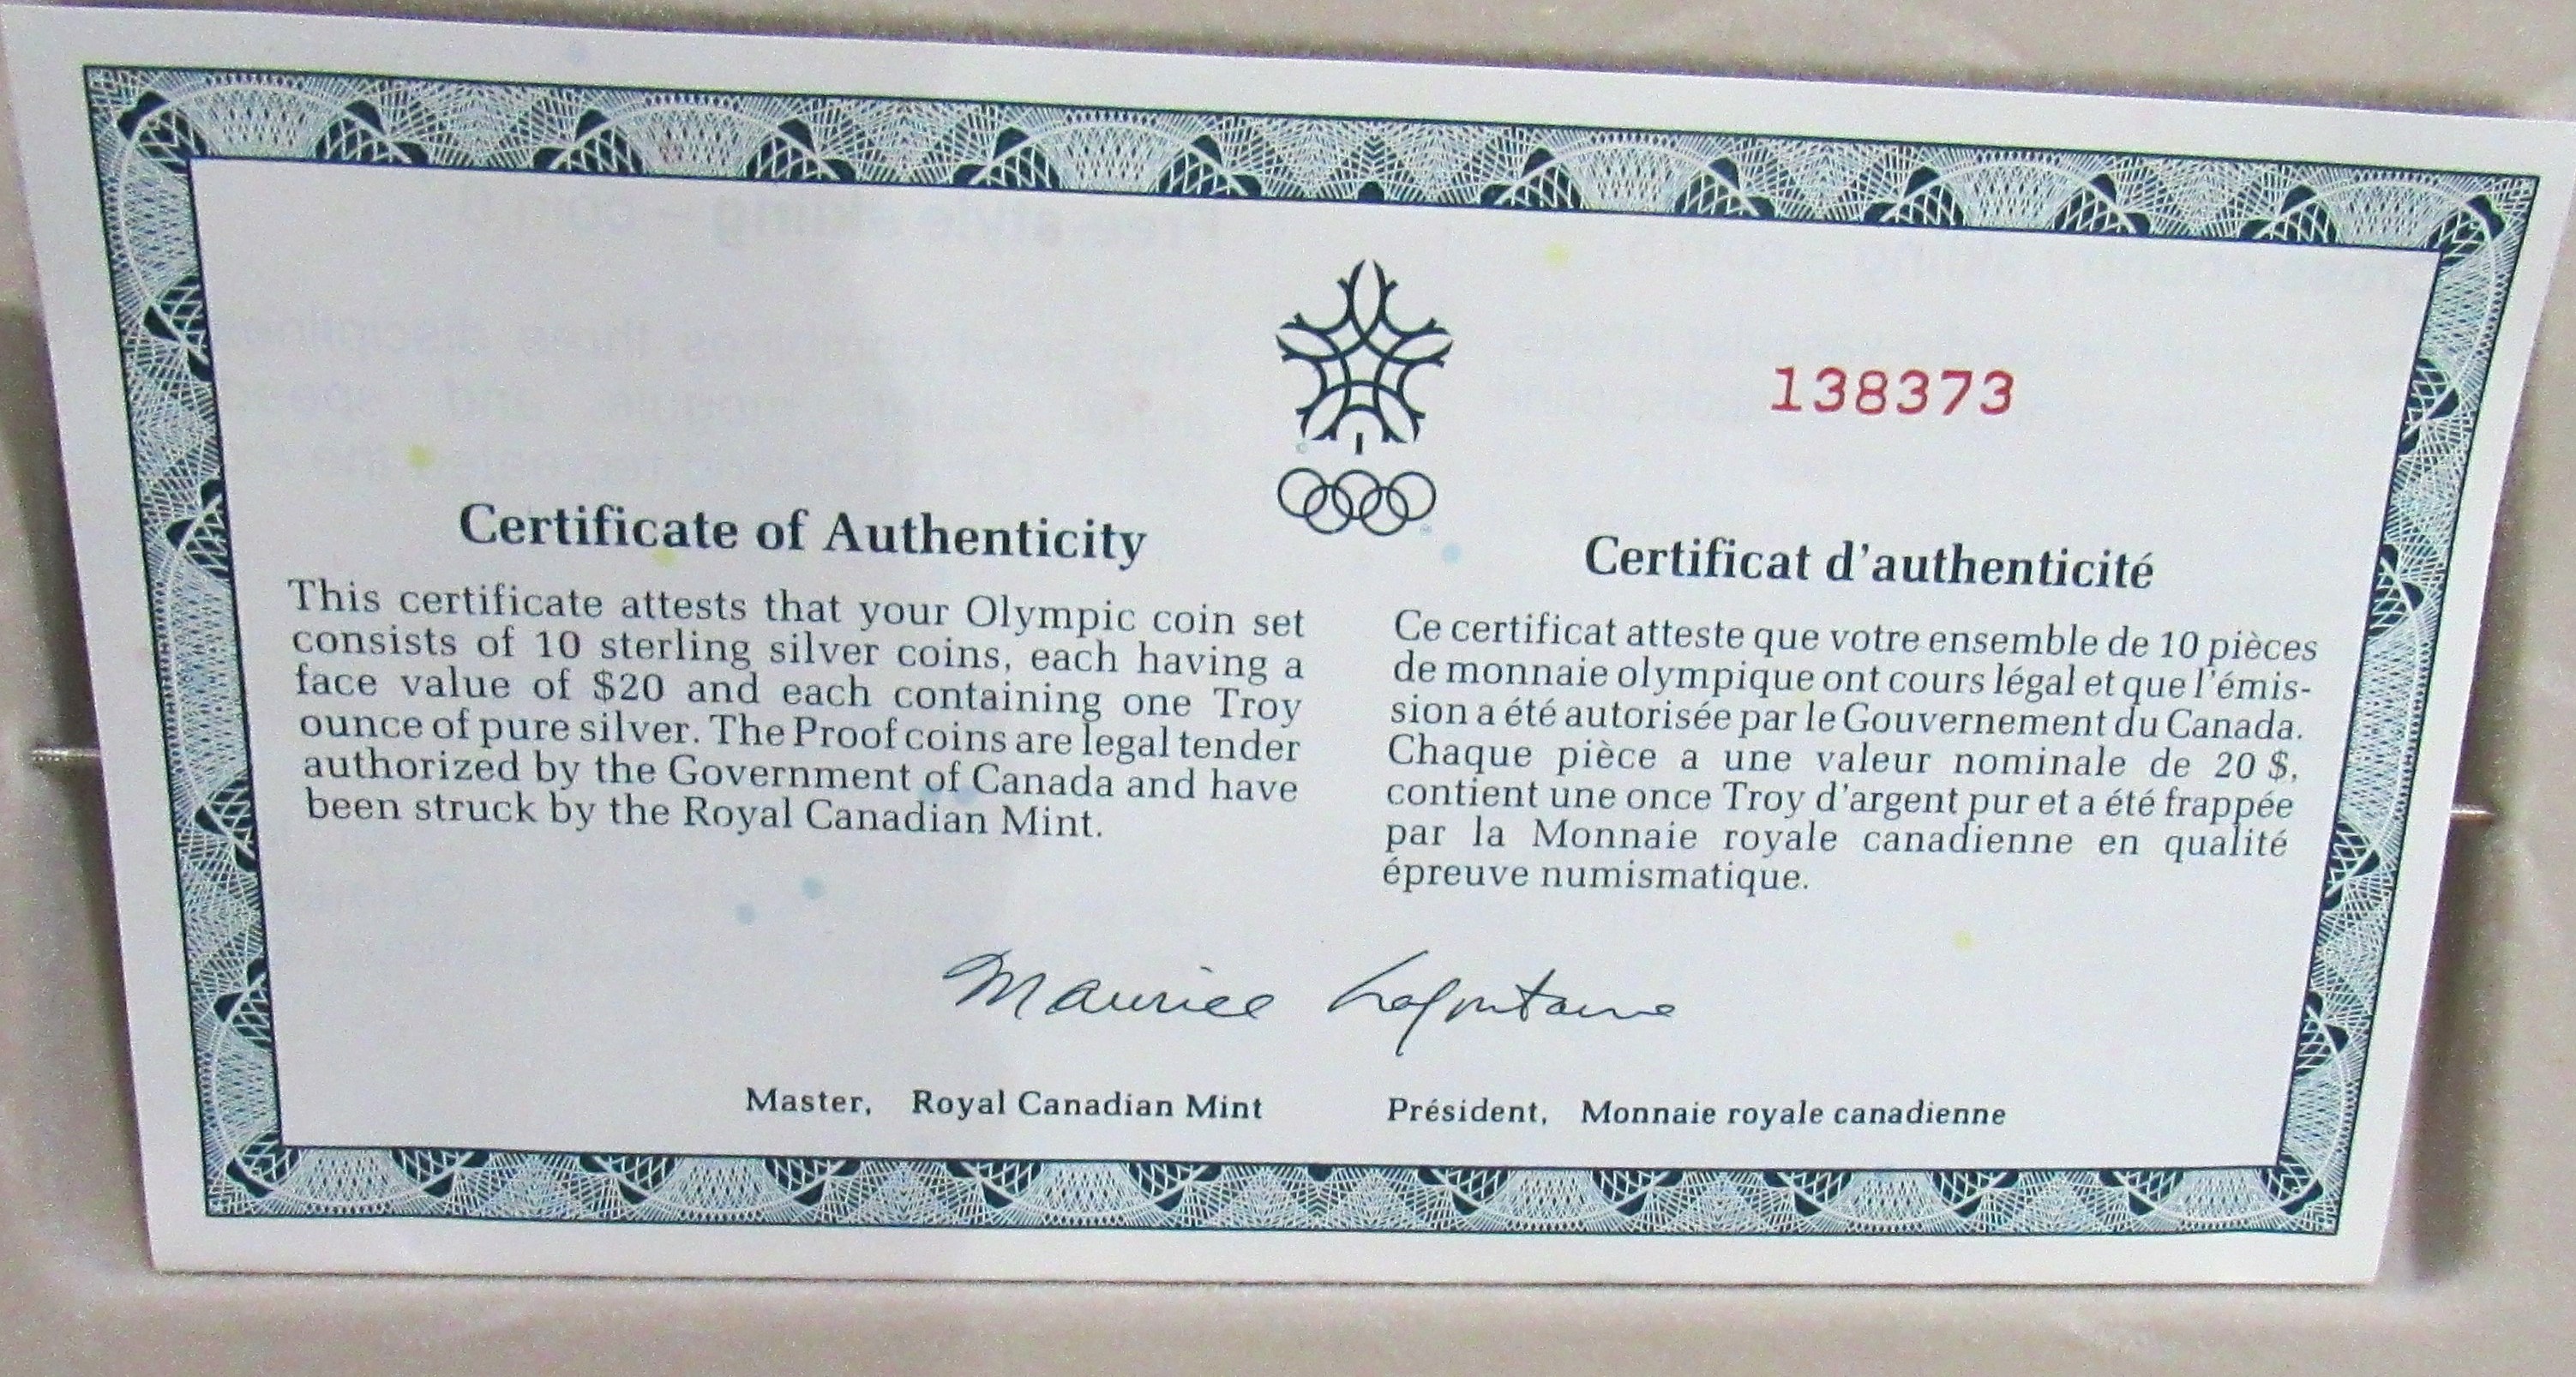 138373
Certificate of Authenticity
This certificate attests that your Olympic coin set
consists of 10 sterling silver coins, each having a
face value of $20 and each containing one Troy
ounce of pure silver. The Proof coins are legal tender
authorized by the Government of Canada and have
been struck by the Royal Canadian Mint.
Certificat d'authenticité
Ce certificat atteste que votre ensemble de 10 pièces
de monnaie olympique ont cours légal et que l'émis-
sion a été autorisée par le Gouvernement du Canada.
Chaque pièce a une valeur nominale de 20 $,
contient une once Troy d'argent pur et a été frappée
par la Monnaie royale canadienne en qualité
épreuve numismatique.
Maurice Lafontaine
Master, Royal Canadian Mint
Président, Monnaie royale canadienne